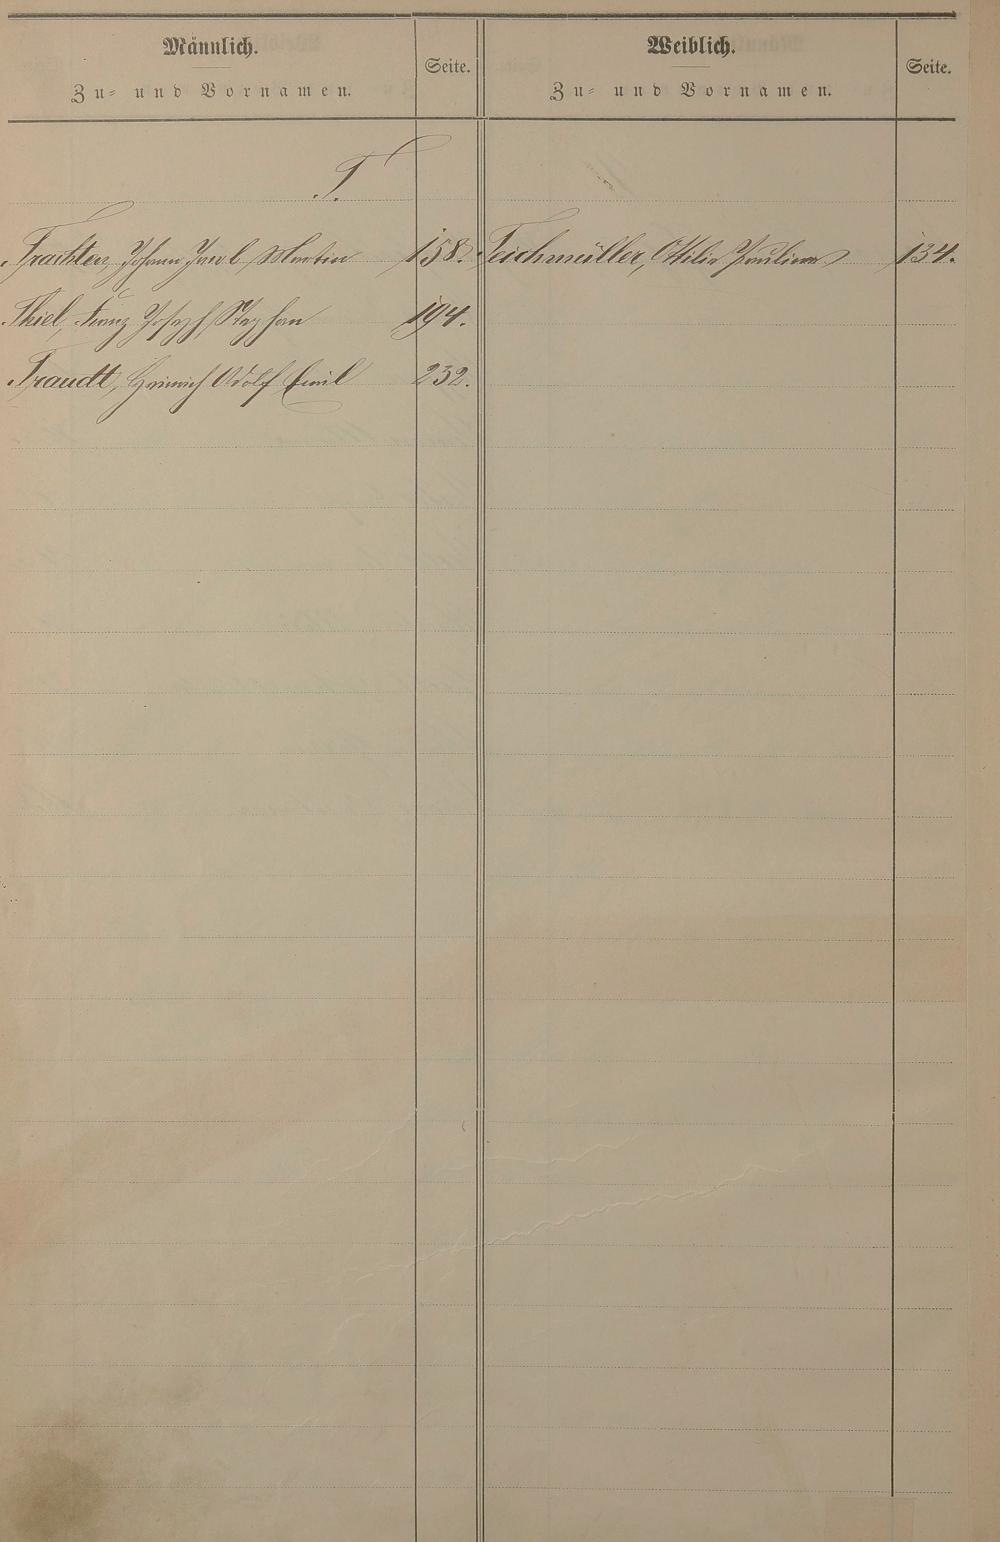 Männlich.
Zu- und Vornamen.
Seite.
Weiblich.
Zu- und Vornamen.
Seite.
T.
Trachten, Johann Jacob Martin 158.
Teichmüller, Ottilie Pauline 134.
Thiel, Franz Joseph Stephan 194.
Traudt, Heinrich Adolf Emil 232.